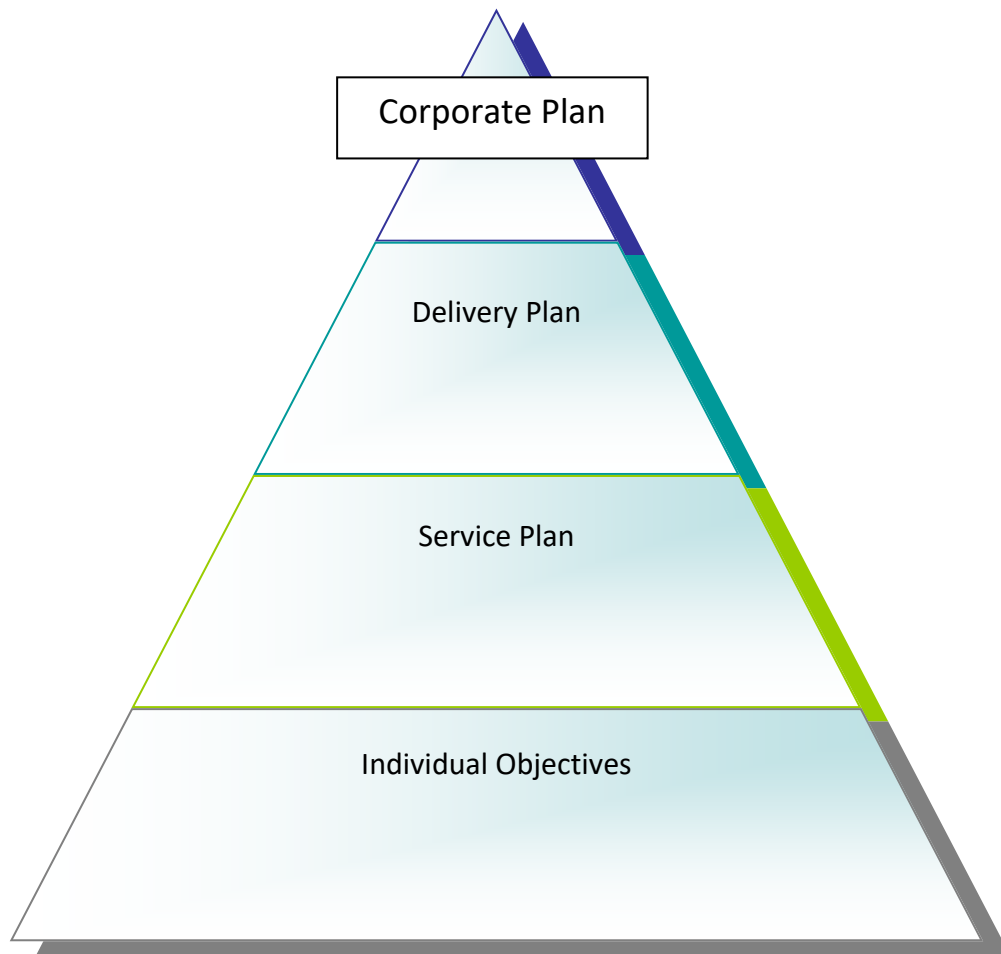 Corporate Plan
Delivery Plan
Service Plan
Individual Objectives